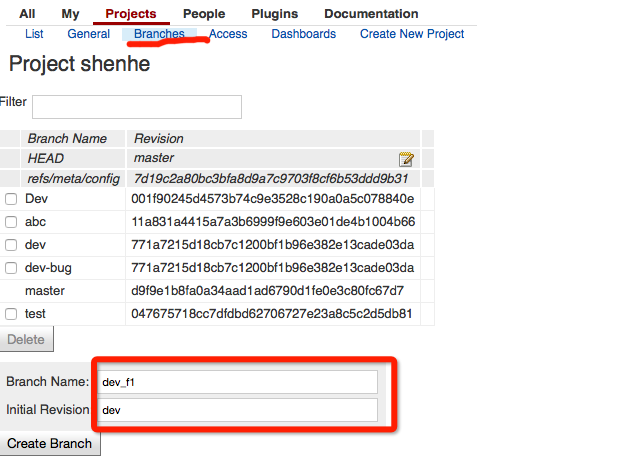 All My Projects People Plugins Documentation
List General Branches Access Dashboards Create New Project
Project shenhe
Filter
Branch Name Revision
HEAD master
refs/meta/config 7d19c2a80bc3bfa8d9a7c9703f8cf6b53ddd9b31
Dev 001f90245d4573b74c9e3528c190a0a5c078840e
abc 11a831a4415a7a3b6999f9e603e01de4b1004b66
dev 771a7215d18cb7c1200bf1b96e382e13cade03da
dev-bug 771a7215d18cb7c1200bf1b96e382e13cade03da
master d9f9e1b8fa0a34aad1ad6790d1fe0e3c80fc67d7
test 047675718cc7dfdbd62706727e23a8c5c2d5db81
Delete
Branch Name: dev_f1
Initial Revision dev
Create Branch